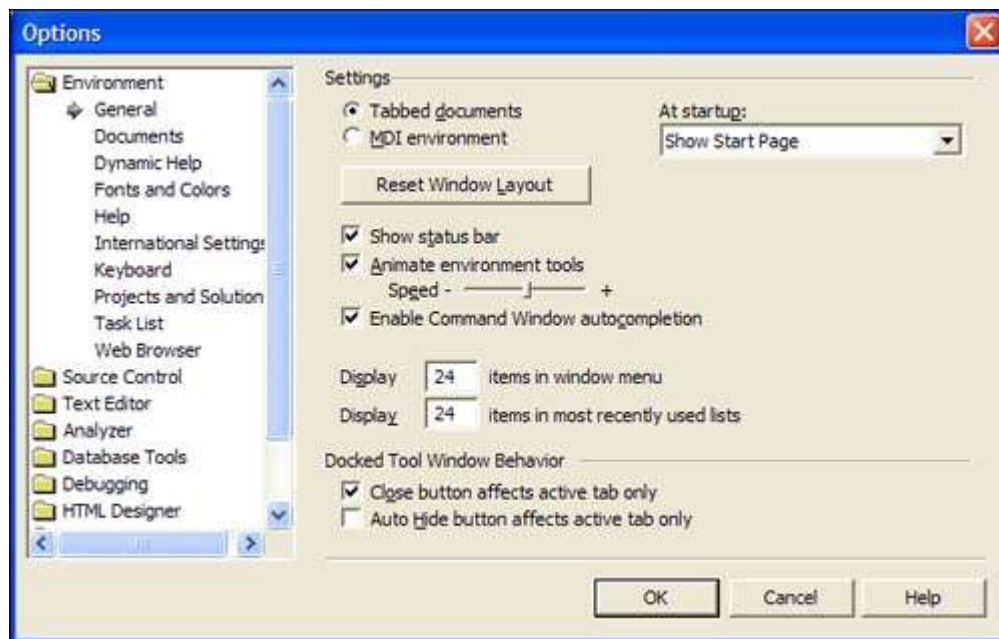 Options
Environment
General
Documents
Dynamic Help
Fonts and Colors
Help
International Settings
Keyboard
Projects and Solution
Task List
Web Browser
Source Control
Text Editor
Analyzer
Database Tools
Debugging
HTML Designer
Settings
Tabbed documents
MDI environment
At startup:
Show Start Page
Reset Window Layout
Show status bar
Animate environment tools
Speed - +
Enable Command Window autocompletion
Display 24 items in window menu
Display 24 items in most recently used lists
Docked Tool Window Behavior
Close button affects active tab only
Auto Hide button affects active tab only
OK Cancel Help